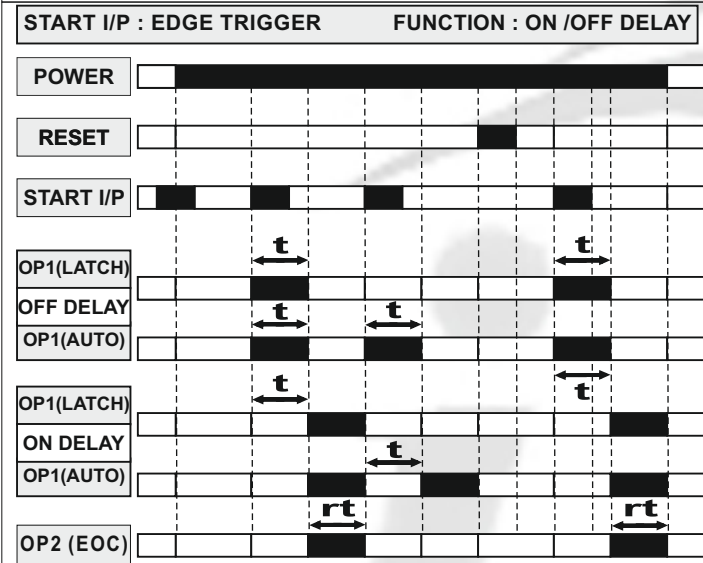 START I/P : EDGE TRIGGER FUNCTION : ON /OFF DELAY
POWER
RESET
START I/P
t t
OP1(LATCH)
OFF DELAY t t
OP1(AUTO)
t t
OP1(LATCH)
ON DELAY t
OP1(AUTO)
rt rt
OP2 (EOC)